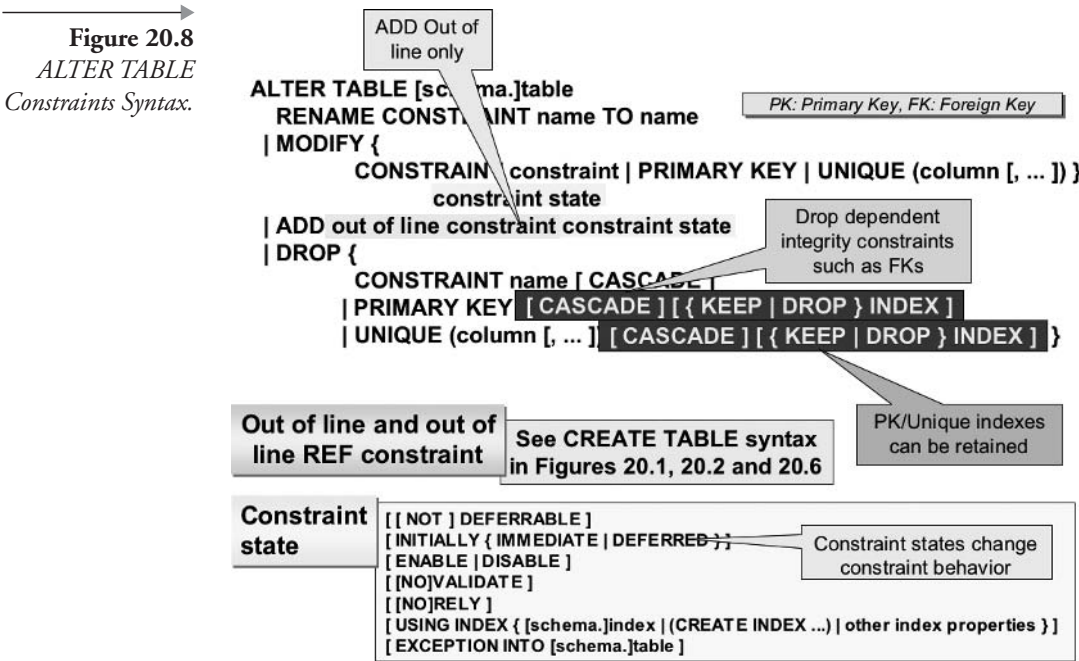 Figure 20.8
ALTER TABLE
Constraints Syntax.
ADD Out of
line only
ALTER TABLE [schema.]table
PK: Primary Key, FK: Foreign Key
RENAME CONSTRAINT name TO name
| MODIFY {
CONSTRAINT constraint | PRIMARY KEY | UNIQUE (column [, ... ]) }
constraint state
| ADD out of line constraint constraint state
Drop dependent
integrity constraints
such as FKs
| DROP {
CONSTRAINT name [ CASCADE ]
| PRIMARY KEY [ CASCADE ] [ { KEEP | DROP } INDEX ]
| UNIQUE (column [, ... ]) [ CASCADE ] [ { KEEP | DROP } INDEX ] }
PK/Unique indexes
can be retained
Out of line and out of
line REF constraint
See CREATE TABLE syntax
in Figures 20.1, 20.2 and 20.6
Constraint
state
[ [ NOT ] DEFERRABLE ]
[ INITIALLY { IMMEDIATE | DEFERRED } ]
[ ENABLE | DISABLE ]
[ [NO]VALIDATE ]
[ [NO]RELY ]
[ USING INDEX { [schema.]index | (CREATE INDEX ...) | other index properties } ]
[ EXCEPTION INTO [schema.]table ]
Constraint states change
constraint behavior